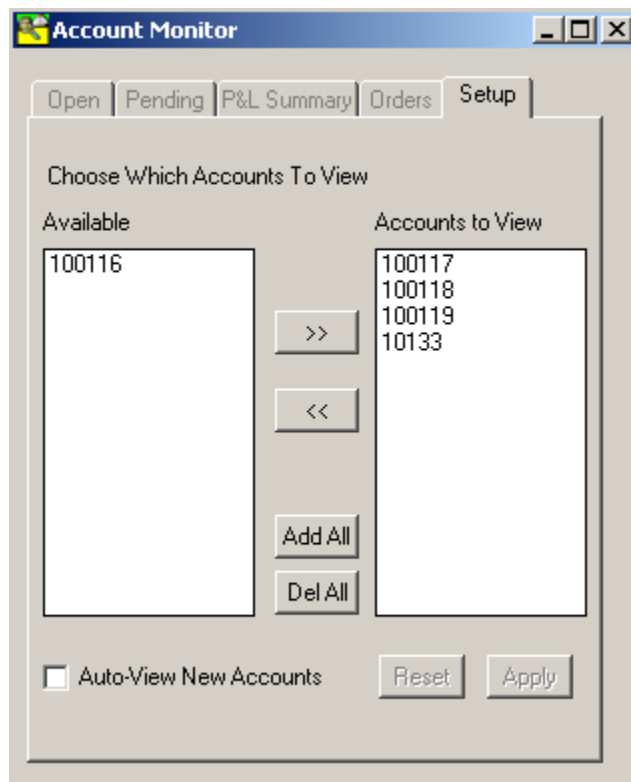 Account Monitor
Open Pending P&L Summary Orders Setup
Choose Which Accounts To View
Available
Accounts to View
100116
100117
100118
100119
10133
>>
<<
Add All
Del All
Auto-View New Accounts
Reset
Apply